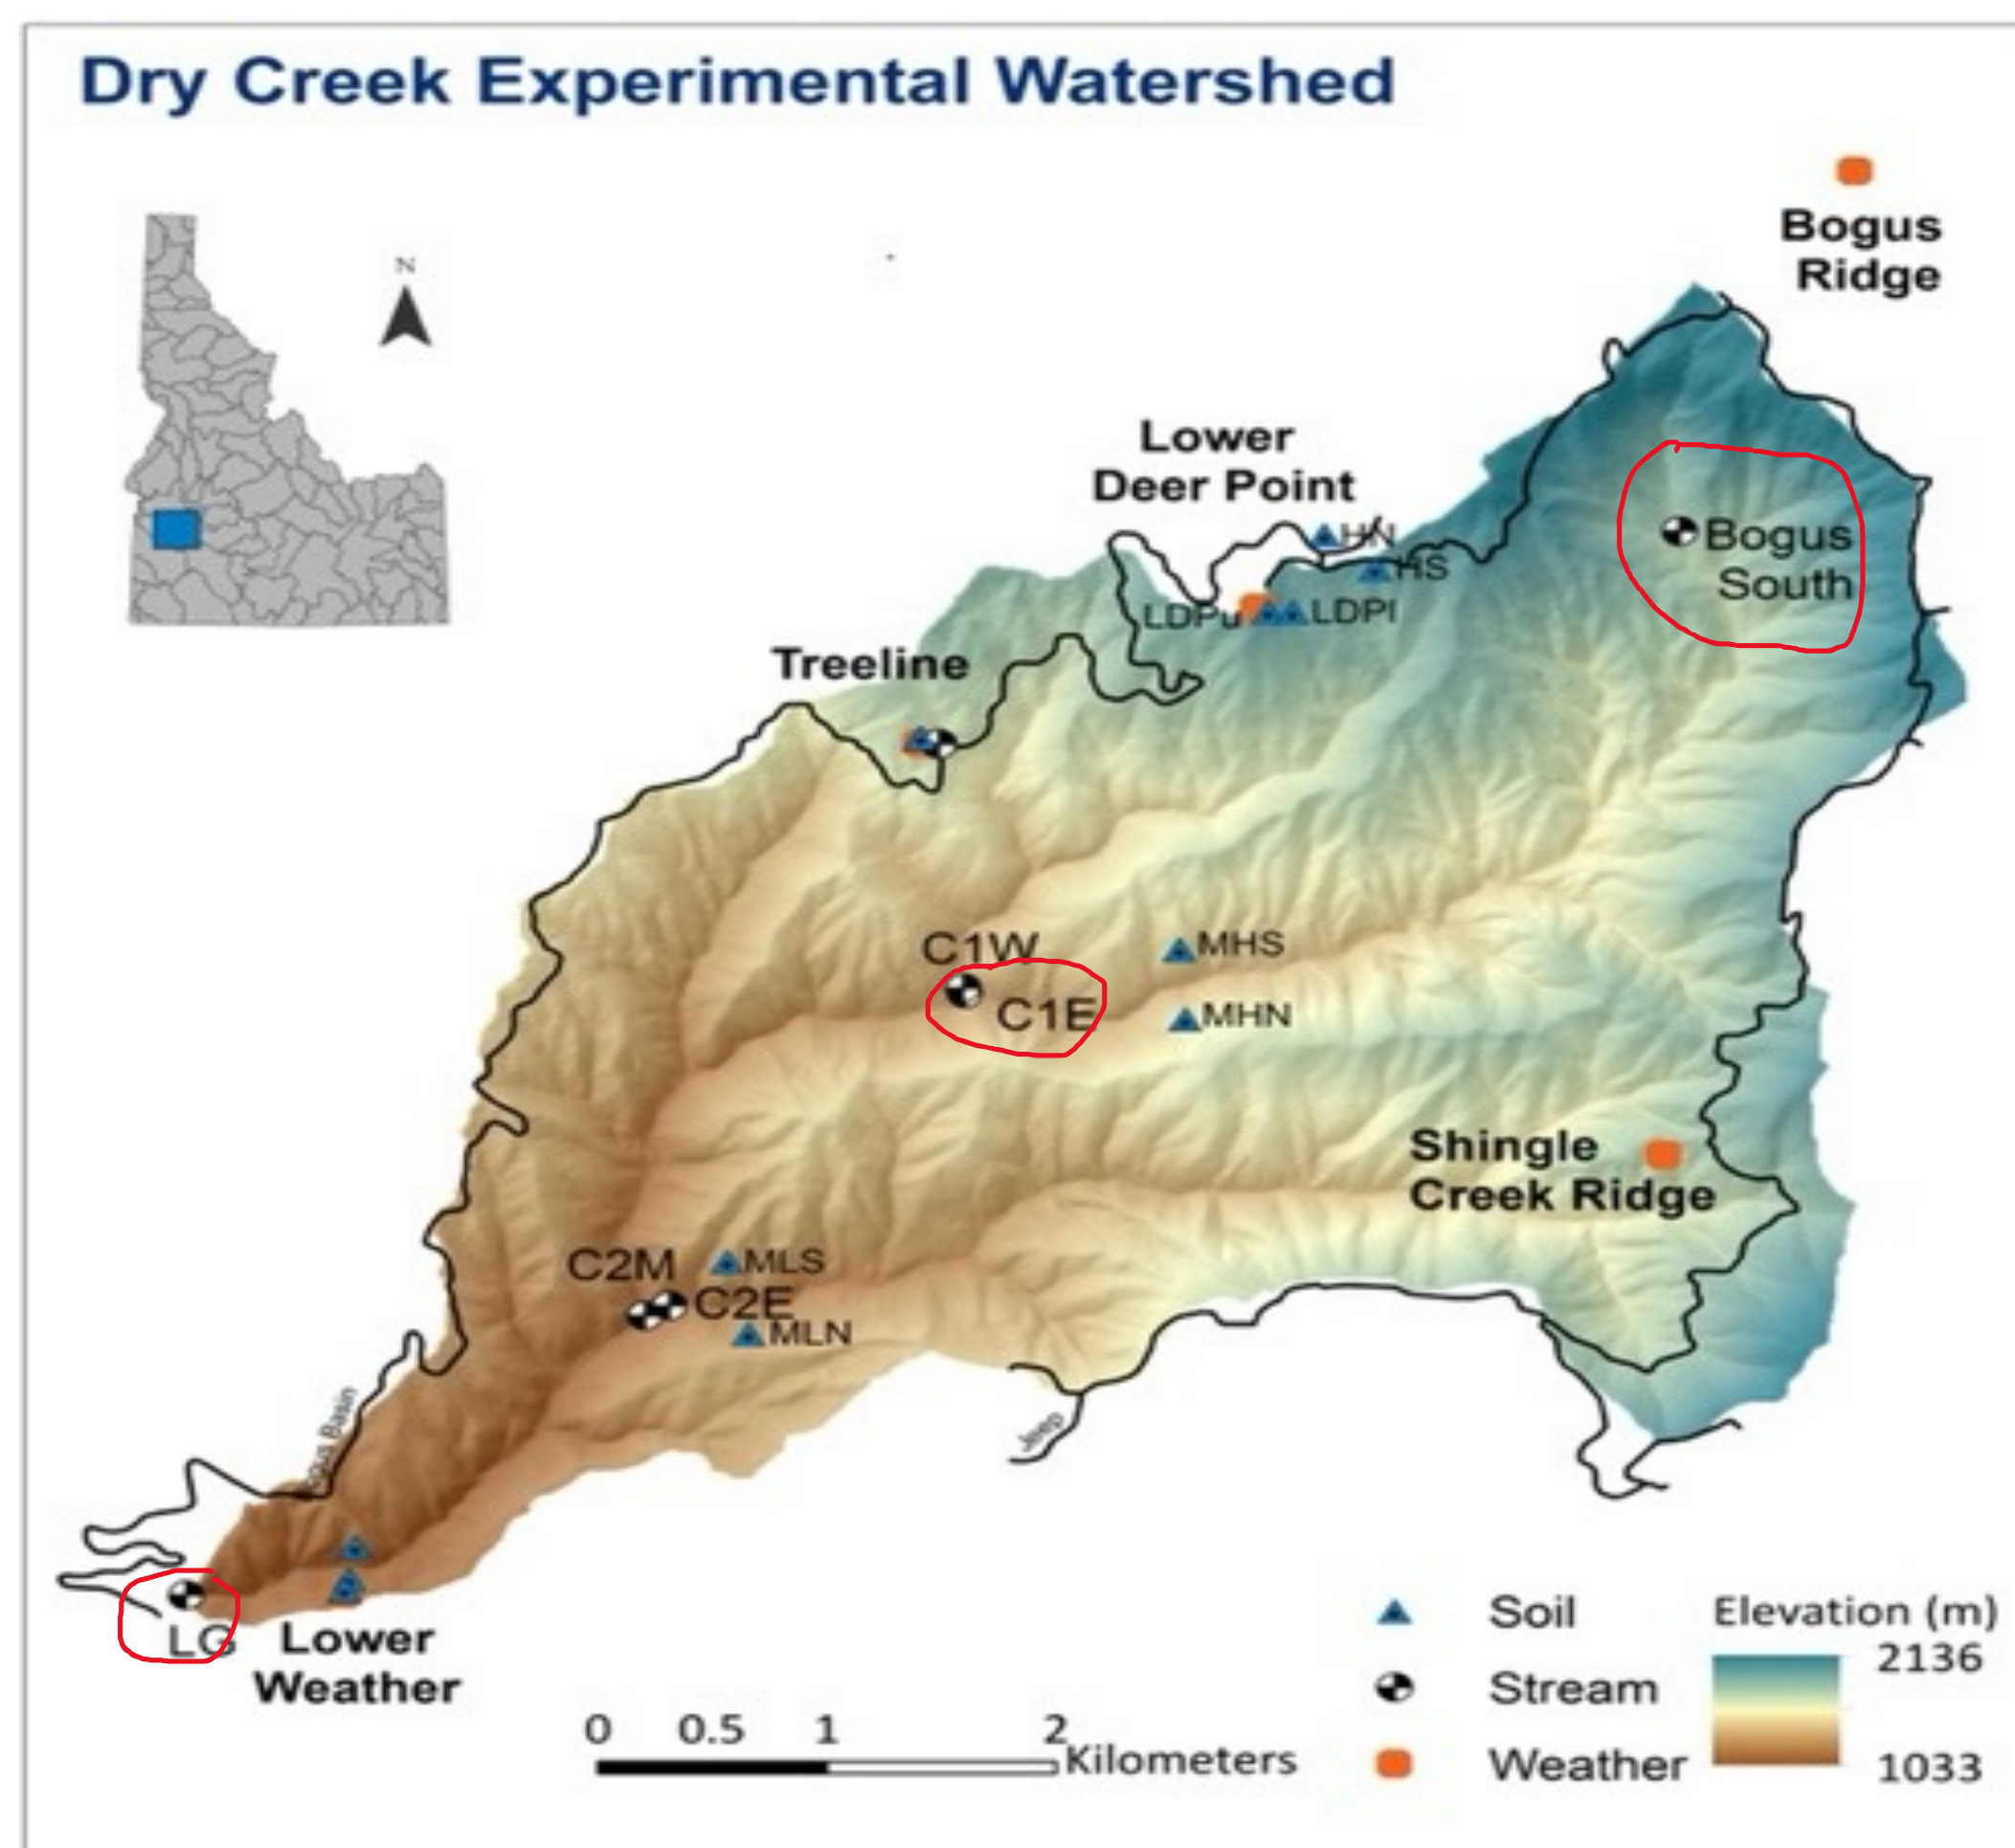 Dry Creek Experimental Watershed
Bogus
Ridge
N
Lower
Deer Point
HN
HS
LDPu
LDPl
Bogus
South
Treeline
C1W
C1E
MHS
MHN
Shingle
Creek Ridge
C2M
MLS
C2E
MLN
Basin
LG
Lower
Weather
Soil
Stream
Weather
Elevation (m)
2136
1033
0 0.5 1 2
Kilometers